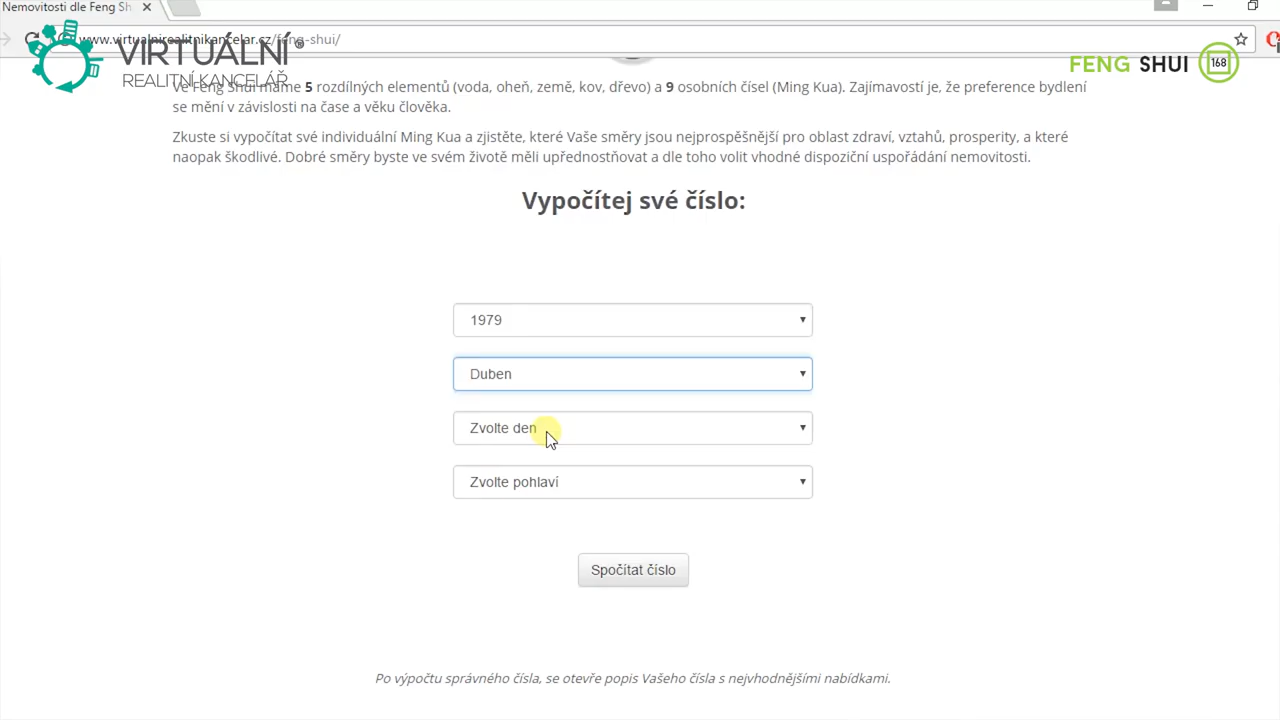 Nemovitosti dle Feng Sh
www.virtualnirealitnikancelar.cz/feng-shui/
VIRTUÁLNÍ®
REALITNÍ KANCELÁŘ
FENG SHUI 168
Ve Feng Shui máme 5 rozdílných elementů (voda, oheň, země, kov, dřevo) a 9 osobních čísel (Ming Kua). Zajímavostí je, že preference bydlení
se mění v závislosti na čase a věku člověka.
Zkuste si vypočítat své individuální Ming Kua a zjistěte, které Vaše směry jsou nejprospěšnější pro oblast zdraví, vztahů, prosperity, a které
naopak škodlivé. Dobré směry byste ve svém životě měli upřednostňovat a dle toho volit vhodné dispoziční uspořádání nemovitosti.
Vypočítej své číslo:
1979
Duben
Zvolte den
Zvolte pohlaví
Spočítat číslo
Po výpočtu správného čísla, se otevře popis Vašeho čísla s nejvhodnějšími nabídkami.